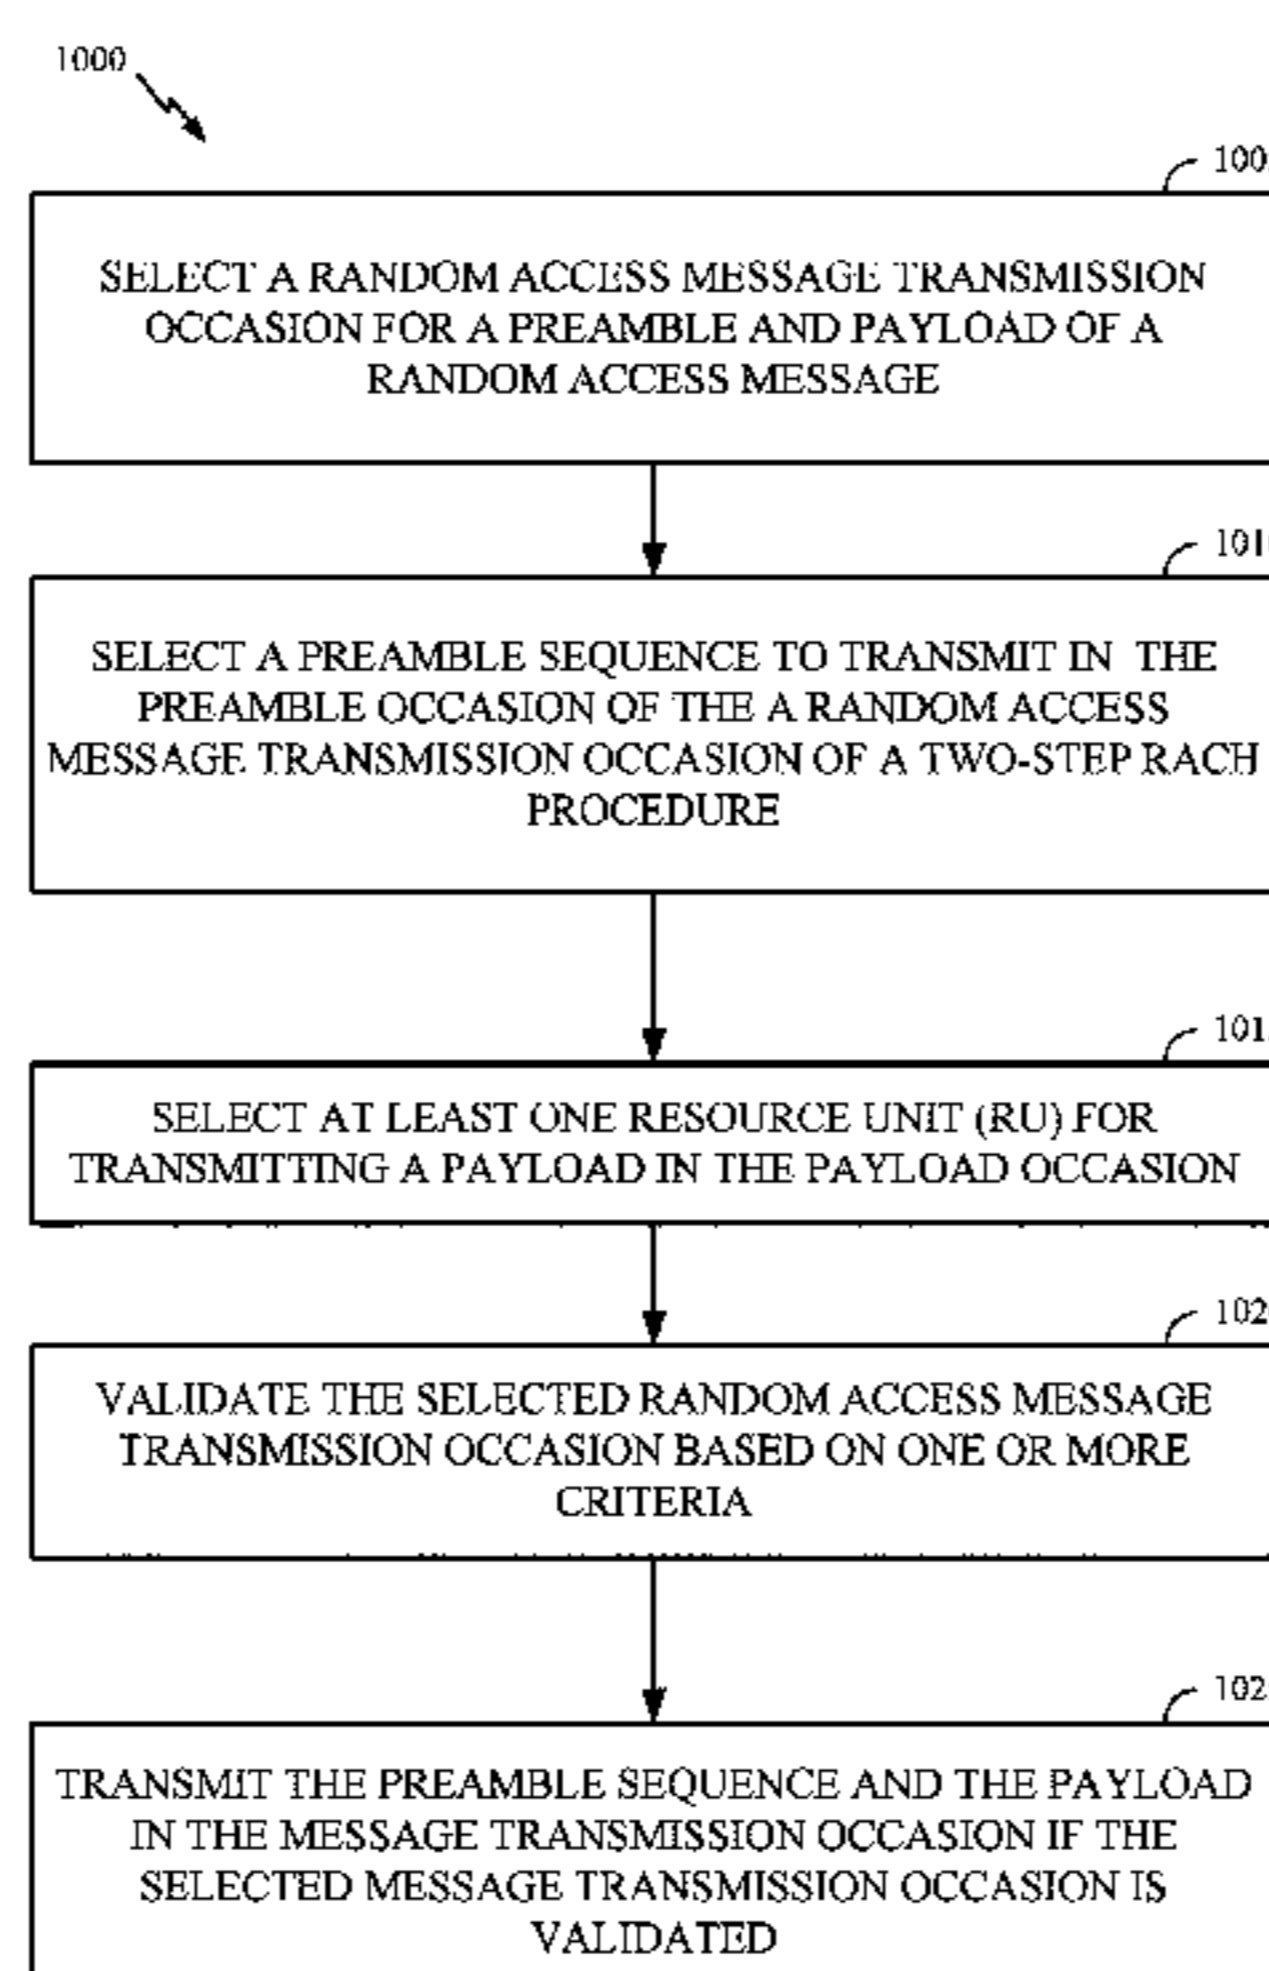 1000
SELECT A RANDOM ACCESS MESSAGE TRANSMISSION
OCCASION FOR A PREAMBLE AND PAYLOAD OF A
RANDOM ACCESS MESSAGE
SELECT A PREAMBLE SEQUENCE TO TRANSMIT IN THE
PREAMBLE OCCASION OF THE A RANDOM ACCESS
MESSAGE TRANSMISSION OCCASION OF A TWO-STEP RACH
PROCEDURE
SELECT AT LEAST ONE RESOURCE UNIT (RU) FOR
TRANSMITTING A PAYLOAD IN THE PAYLOAD OCCASION
VALIDATE THE SELECTED RANDOM ACCESS MESSAGE
TRANSMISSION OCCASION BASED ON ONE OR MORE
CRITERIA
TRANSMIT THE PREAMBLE SEQUENCE AND THE PAYLOAD
IN THE MESSAGE TRANSMISSION OCCASION IF THE
SELECTED MESSAGE TRANSMISSION OCCASION IS
VALIDATED